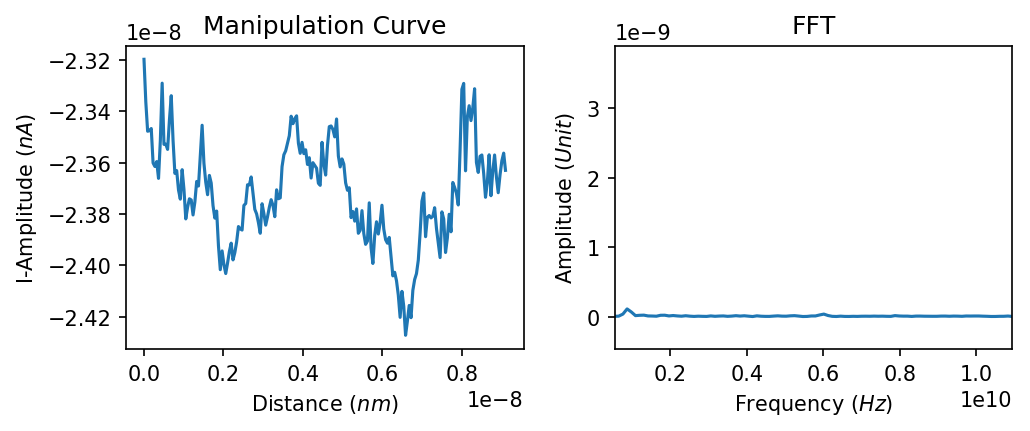 Manipulation Curve
1e−8
−2.32
−2.34
−2.36
−2.38
−2.40
−2.42
I-Amplitude (nA)
0.0 0.2 0.4 0.6 0.8
Distance (nm)
1e−8
FFT
1e−9
3
2
1
0
Amplitude (Unit)
0.2 0.4 0.6 0.8 1.0
Frequency (Hz)
1e10